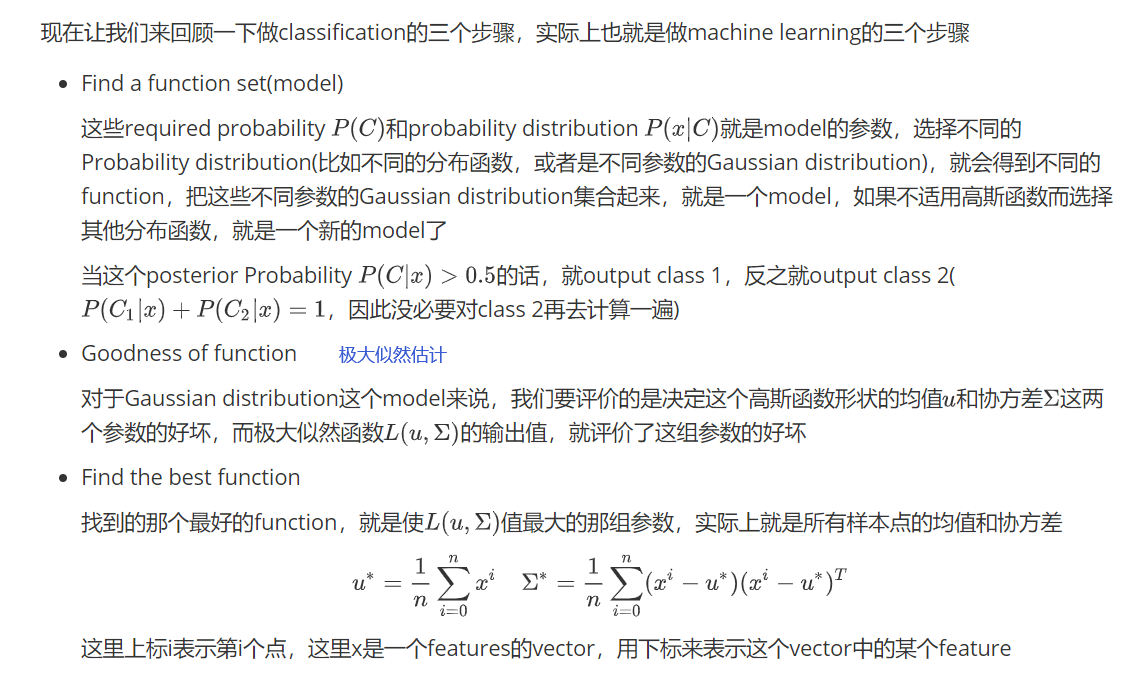 现在让我们来回顾一下做classification的三个步骤，实际上也就是做machine learning的三个步骤
• Find a function set(model)
这些required probability P(C)和probability distribution P(x|C)就是model的参数，选择不同的
Probability distribution(比如不同的分布函数，或者是不同参数的Gaussian distribution)，就会得到不同的
function，把这些不同参数的Gaussian distribution集合起来，就是一个model，如果不适用高斯函数而选择
其他分布函数，就是一个新的model了
当这个posterior Probability P(C|x) > 0.5的话，就output class 1，反之就output class 2(
P(C₁|x) + P(C₂|x) = 1，因此没必要对class 2再去计算一遍)
• Goodness of function 极大似然估计
对于Gaussian distribution这个model来说，我们要评价的是决定这个高斯函数形状的均值u和协方差Σ这两
个参数的好坏，而极大似然函数L(u, Σ)的输出值，就评价了这组参数的好坏
• Find the best function
找到的那个最好的function，就是使L(u, Σ)值最大的那组参数，实际上就是所有样本点的均值和协方差
u* = \frac{1}{n} \sum_{i=0}^{n} x^i Σ* = \frac{1}{n} \sum_{i=0}^{n} (x^i − u*)(x^i − u*)^T
这里上标i表示第i个点，这里x是一个features的vector，用下标来表示这个vector中的某个feature